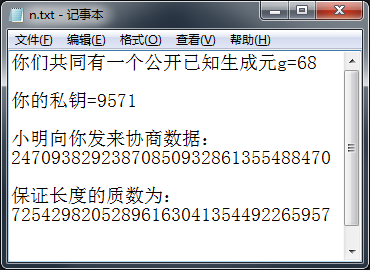 n.txt - 记事本
文件(F) 编辑(E) 格式(O) 查看(V) 帮助(H)
你们共同有一个公开已知生成元g=68
你的私钥=9571
小明向你发来协商数据：
247093829238708509328613554884​70
保证长度的质数为：
72542982052896163041354492265957